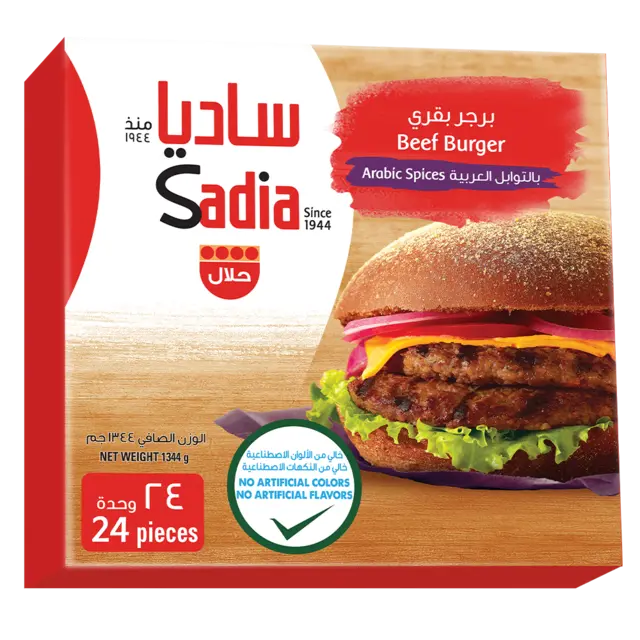 ساديا
منذ
١٩٤٤
Sadia
Since
1944
حلال
برجر بقري
Beef Burger
Arabic Spices بالتوابل العربية
الوزن الصافي ١٣٤٤ جم
NET WEIGHT 1344 g
٢٤ وحدة
24 pieces
خالي من الألوان الاصطناعية
خالي من النكهات الاصطناعية
NO ARTIFICIAL COLORS
NO ARTIFICIAL FLAVORS